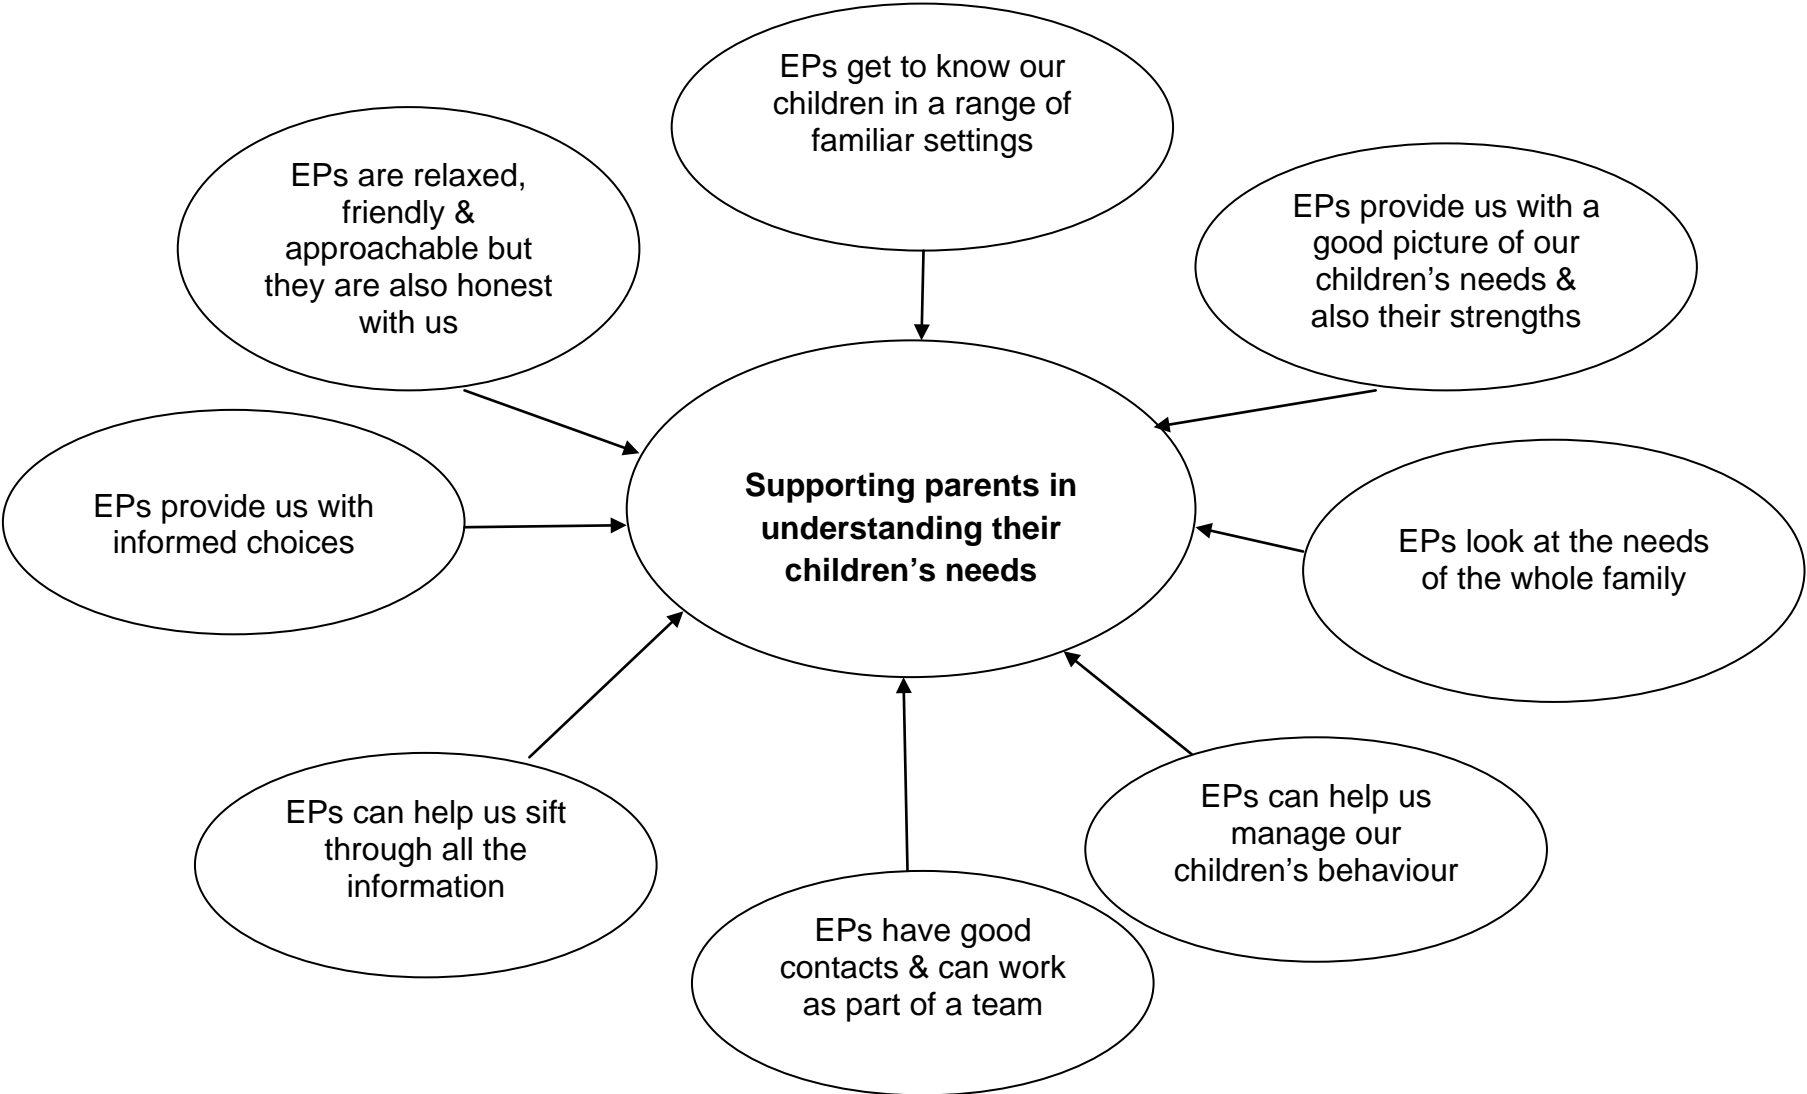 EPs get to know our
children in a range of
familiar settings
EPs are relaxed,
friendly &
approachable but
they are also honest
with us
EPs provide us with a
good picture of our
children’s needs &
also their strengths
Supporting parents in
understanding their
children’s needs
EPs provide us with
informed choices
EPs look at the needs
of the whole family
EPs can help us sift
through all the
information
EPs can help us
manage our
children’s behaviour
EPs have good
contacts & can work
as part of a team